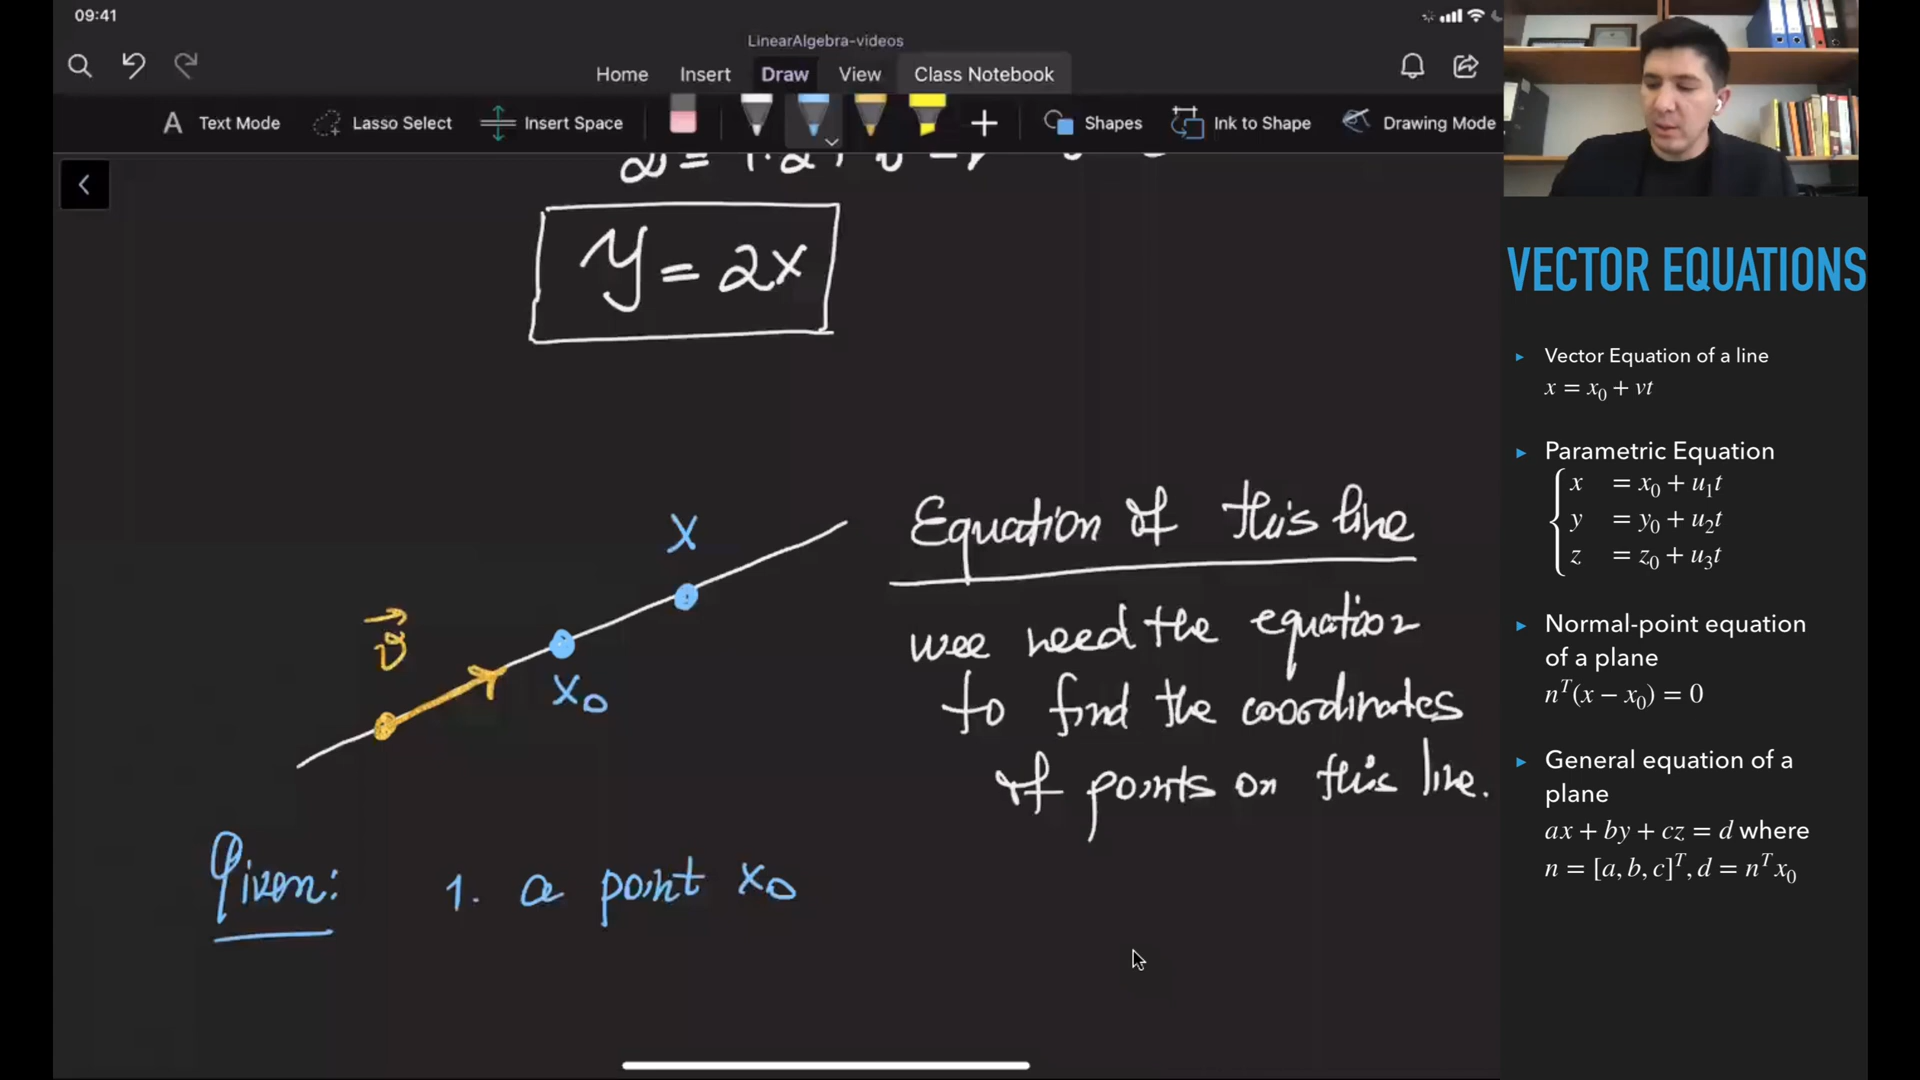 09:41
LinearAlgebra-videos
Home Insert Draw View Class Notebook
Text Mode Lasso Select Insert Space Shapes Ink to Shape Drawing Mode
y = 2x
x
v⃗
x₀
Equation of this line
wee need the equation
to find the coordinates
of points on this line.
Given: 1. a point x₀
VECTOR EQUATIONS
▸ Vector Equation of a line
x = x₀ + vt
▸ Parametric Equation
x = x₀ + u₁t
y = y₀ + u₂t
z = z₀ + u₃t
▸ Normal-point equation
of a plane
nᵀ(x − x₀) = 0
▸ General equation of a
plane
ax + by + cz = d where
n = [a, b, c]ᵀ, d = nᵀx₀